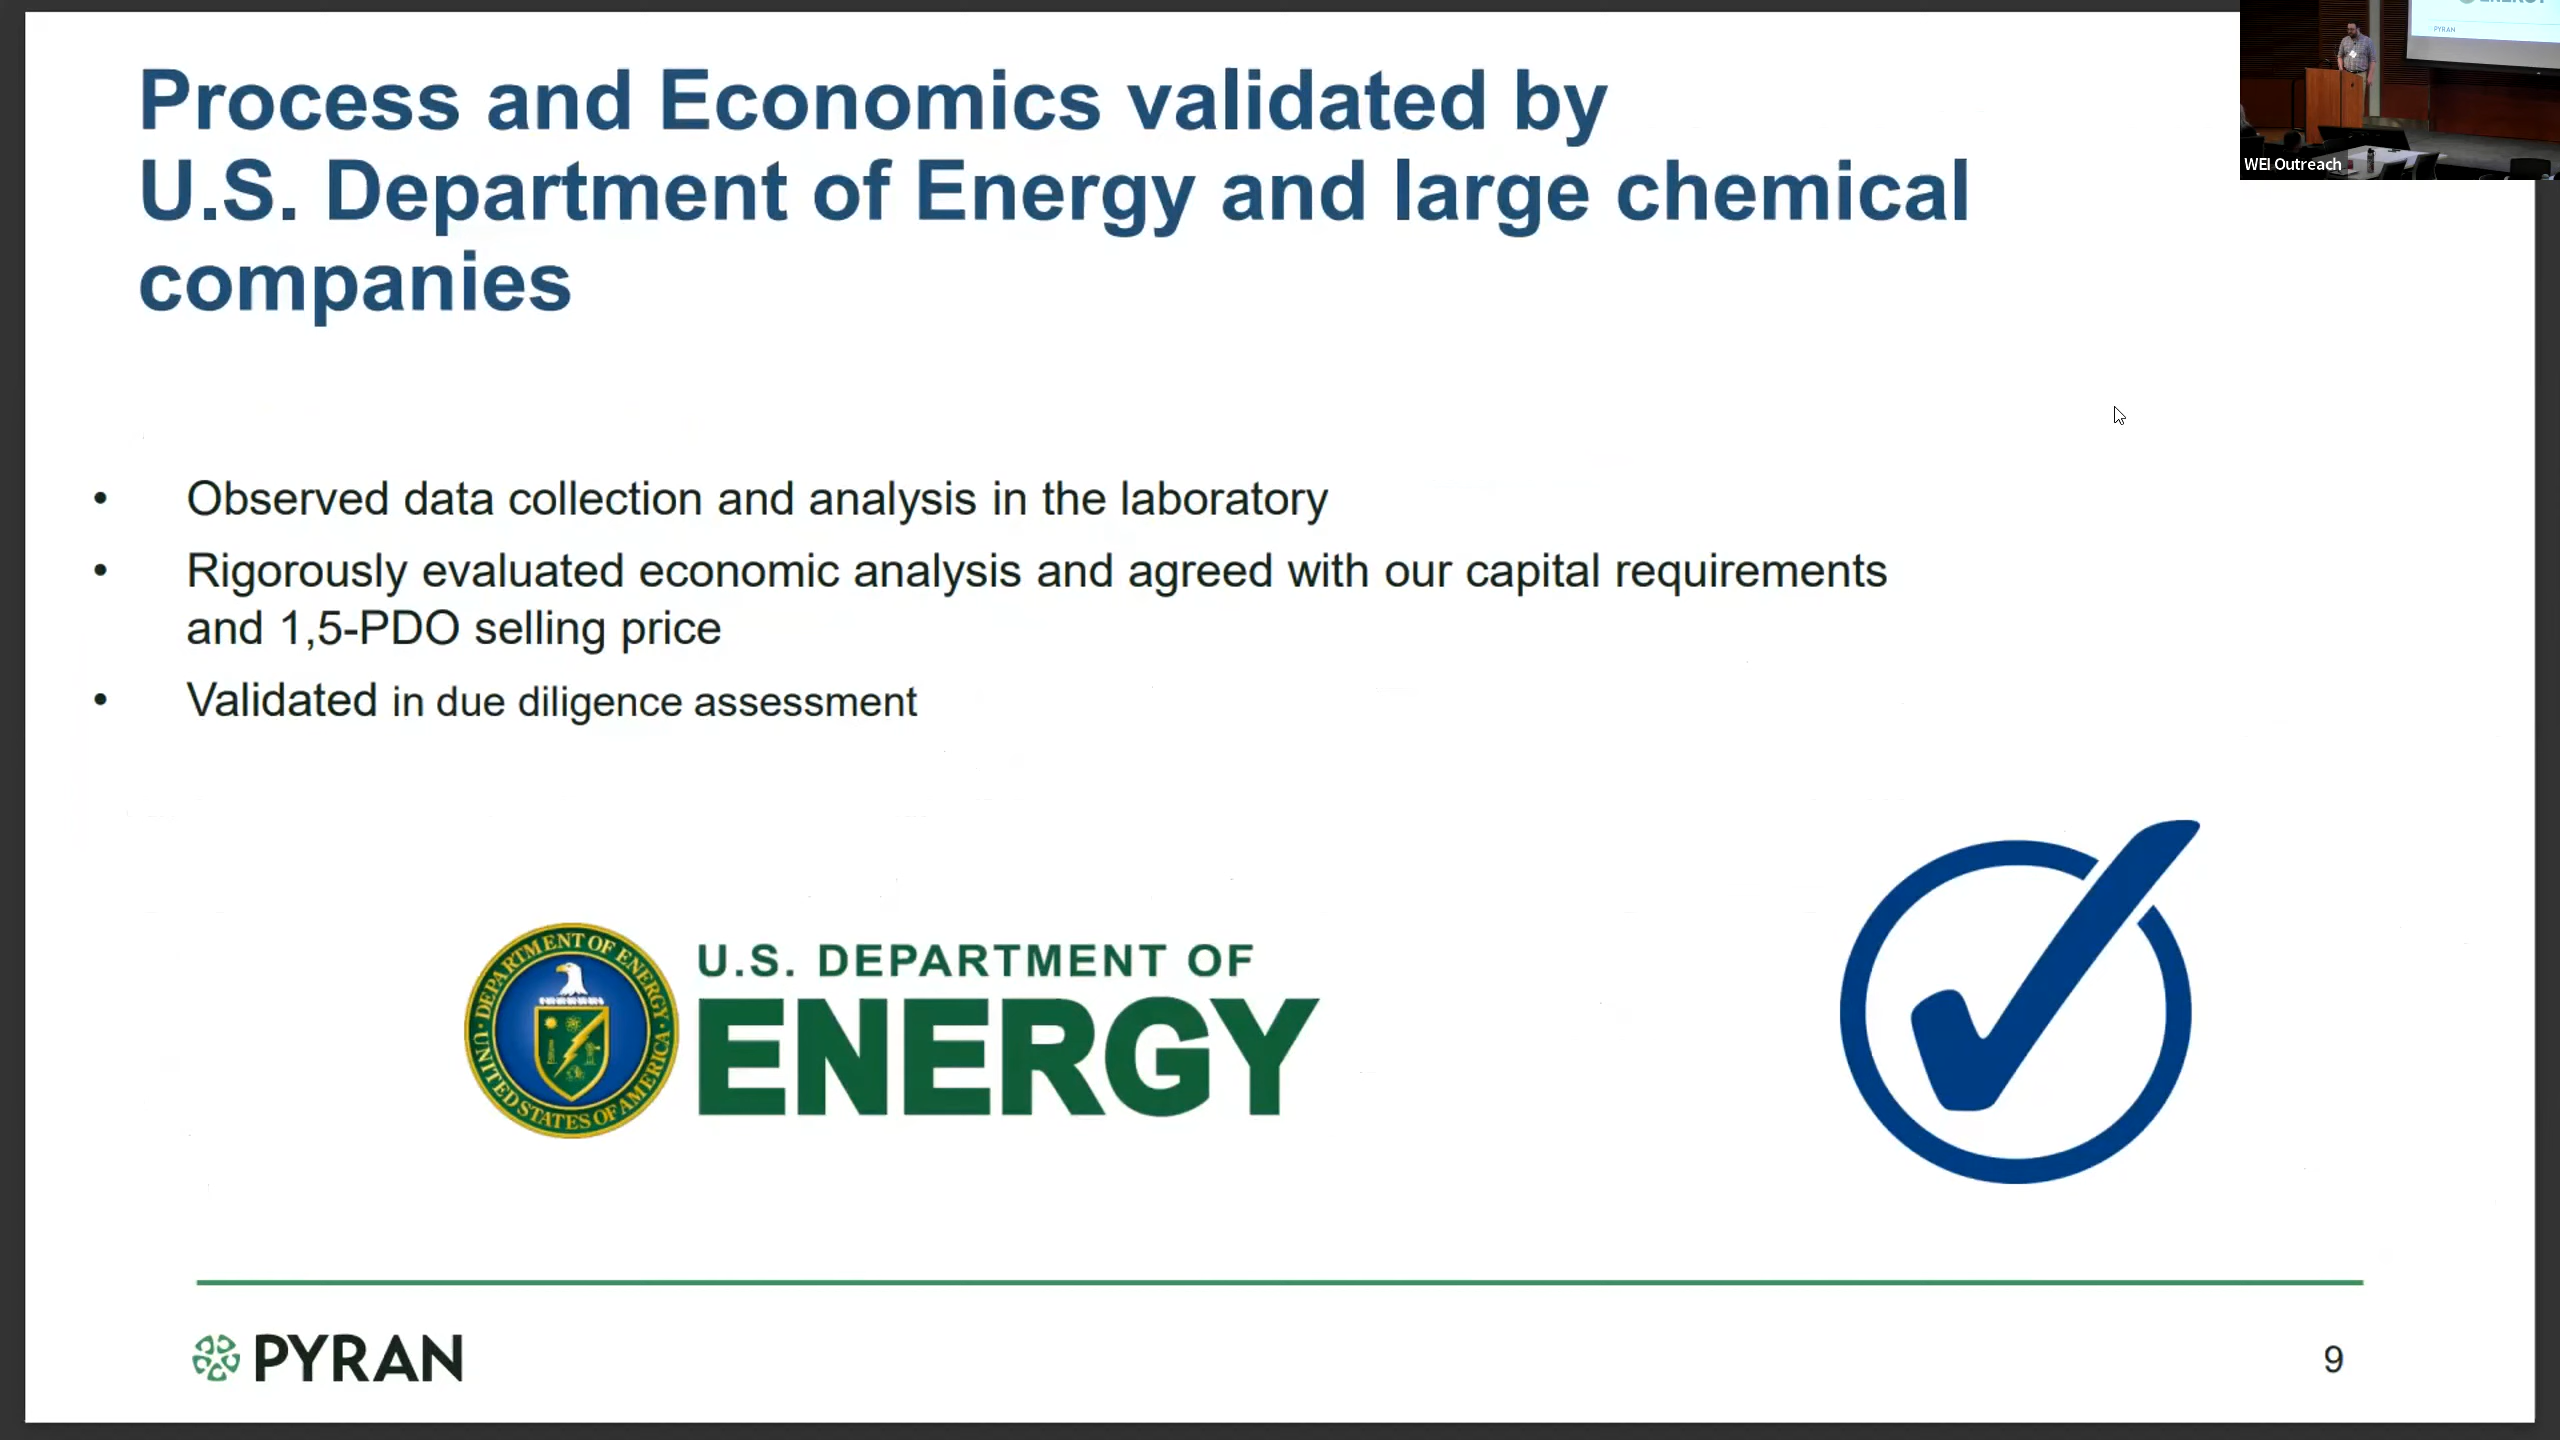 Process and Economics validated by
U.S. Department of Energy and large chemical
companies
• Observed data collection and analysis in the laboratory
• Rigorously evaluated economic analysis and agreed with our capital requirements
and 1,5-PDO selling price
• Validated in due diligence assessment
DEPARTMENT OF ENERGY
UNITED STATES OF AMERICA
U.S. DEPARTMENT OF
ENERGY
PYRAN
9
PYRAN
WEI Outreach